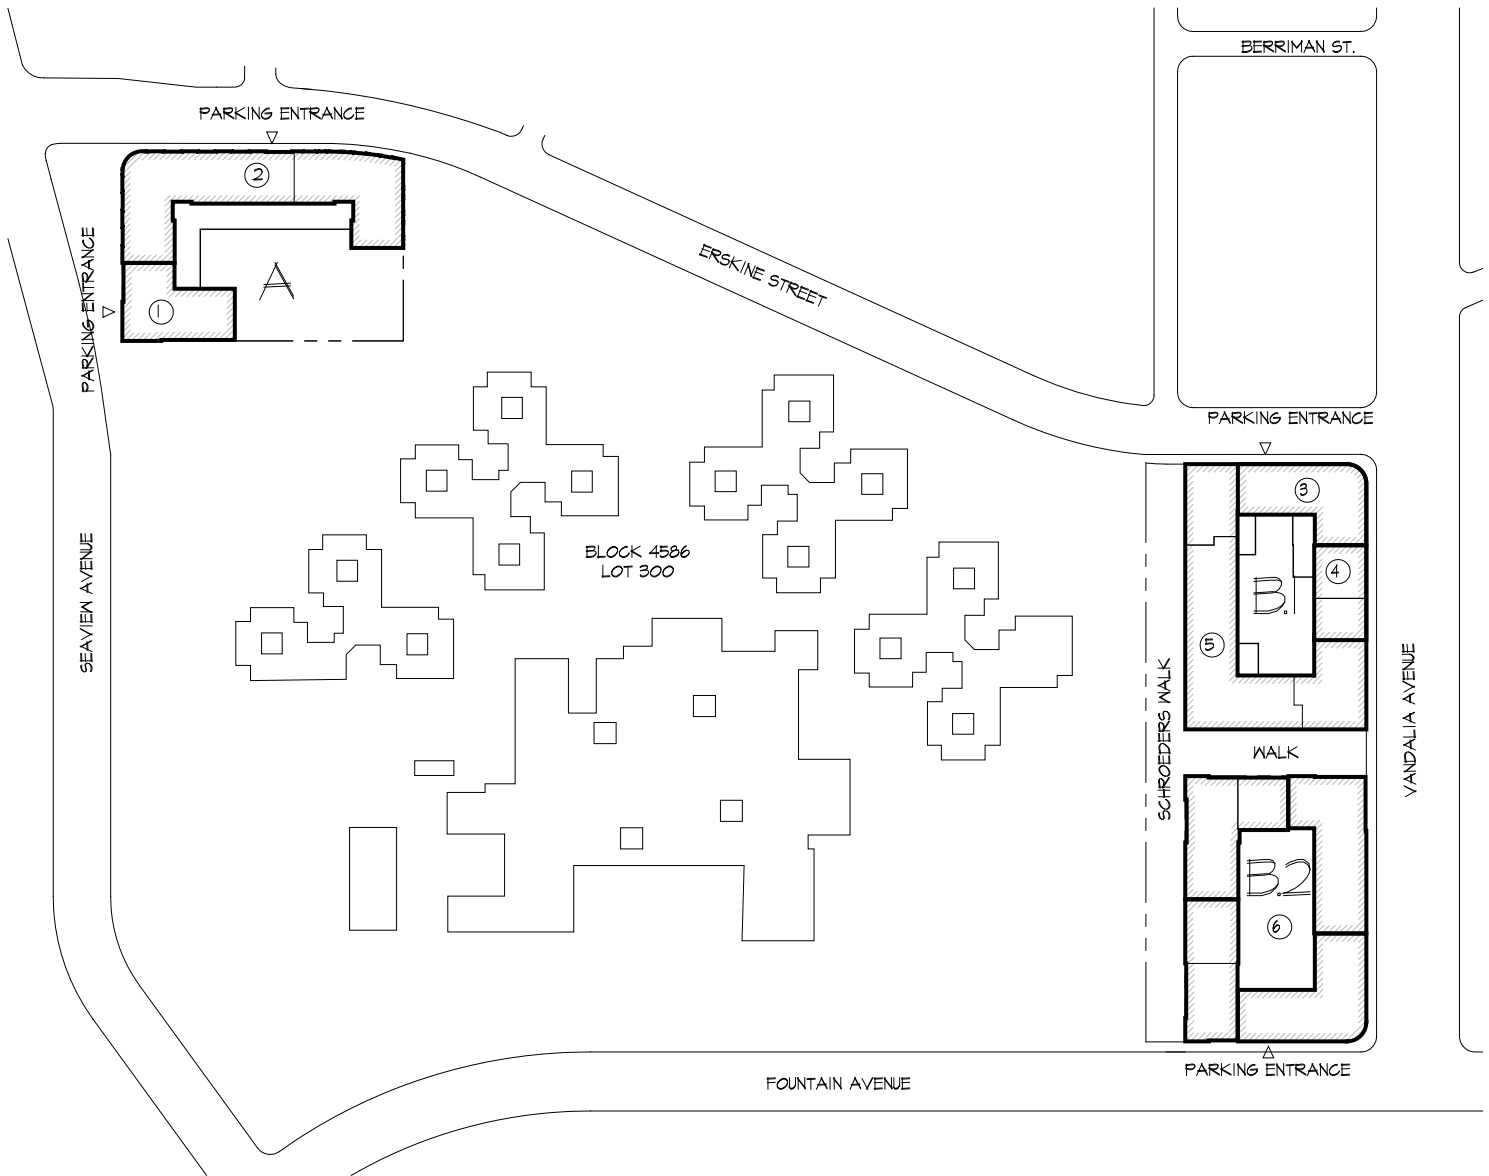 BERRIMAN ST.
PARKING ENTRANCE
2
PARKING ENTRANCE
A
1
ERSKINE STREET
PARKING ENTRANCE
3
BLOCK 4586
LOT 300
4
B.1
5
SEAVIEW AVENUE
SCHROEDERS WALK
VANDALIA AVENUE
WALK
B.2
6
PARKING ENTRANCE
FOUNTAIN AVENUE